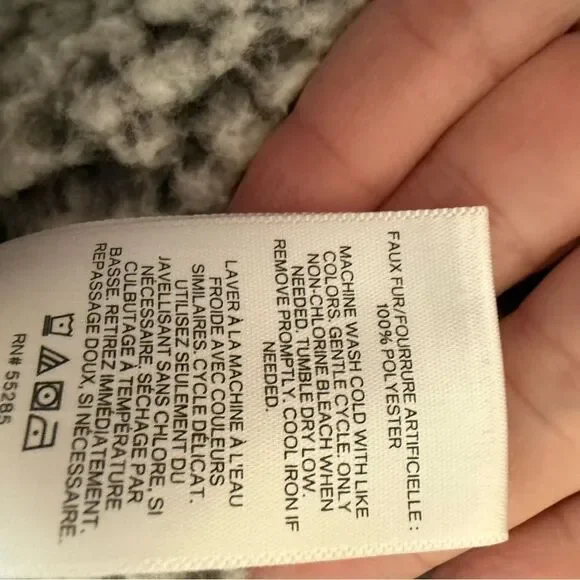 FAUX FUR/FOURRURE ARTIFICIELLE :
100% POLYESTER
MACHINE WASH COLD WITH LIKE
COLORS, GENTLE CYCLE. ONLY
NON-CHLORINE BLEACH WHEN
NEEDED. TUMBLE DRY LOW.
REMOVE PROMPTLY. COOL IRON IF
NEEDED.
LAVER À LA MACHINE À L'EAU
FROIDE AVEC COULEURS
SIMILAIRES, CYCLE DÉLICAT.
UTILISEZ SEULEMENT DU
JAVELLISANT SANS CHLORE, SI
NÉCESSAIRE. SÉCHAGE PAR
CULBUTAGE À TEMPÉRATURE
BASSE. RETIREZ IMMÉDIATEMENT.
REPASSAGE DOUX, SI NÉCESSAIRE.
RN# 55285